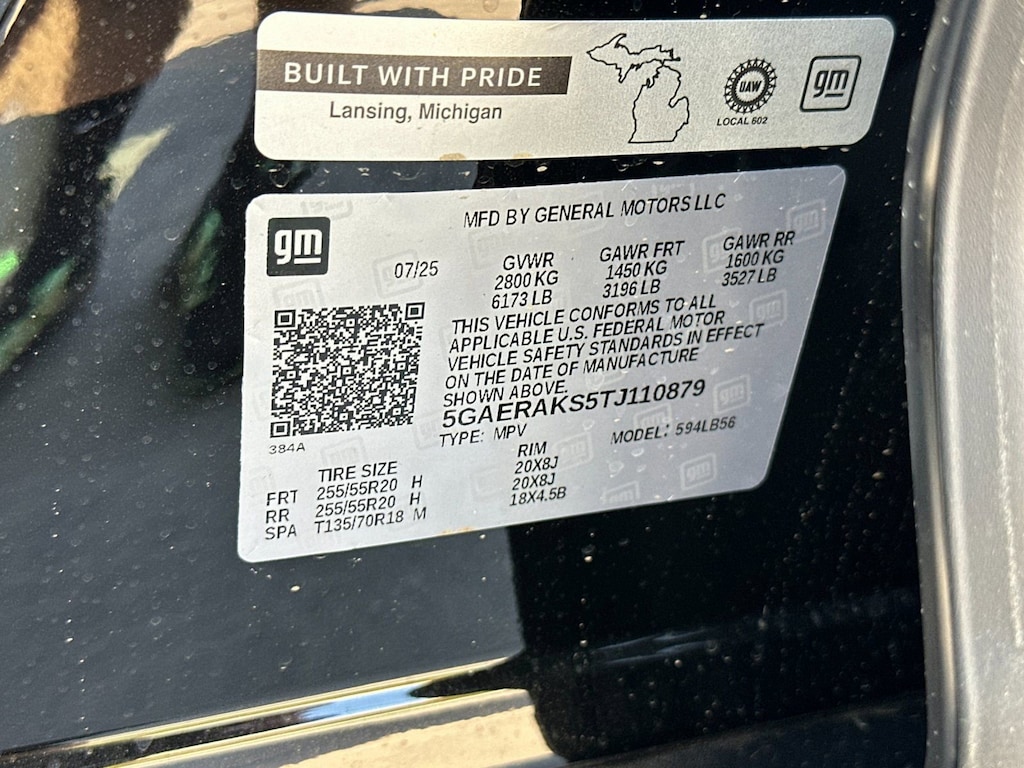 BUILT WITH PRIDE
Lansing, Michigan
UAW
LOCAL 602
gm
gm
MFD BY GENERAL MOTORS LLC
07/25
GVWR
2800 KG
6173 LB
GAWR FRT
1450 KG
3196 LB
GAWR RR
1600 KG
3527 LB
THIS VEHICLE CONFORMS TO ALL
APPLICABLE U.S. FEDERAL MOTOR
VEHICLE SAFETY STANDARDS IN EFFECT
ON THE DATE OF MANUFACTURE
SHOWN ABOVE.
5GAERAKS5TJ110879
TYPE: MPV MODEL: 594LB56
384A
TIRE SIZE RIM
FRT 255/55R20 H 20X8J
RR 255/55R20 H 20X8J
SPA T135/70R18 M 18X4.5B